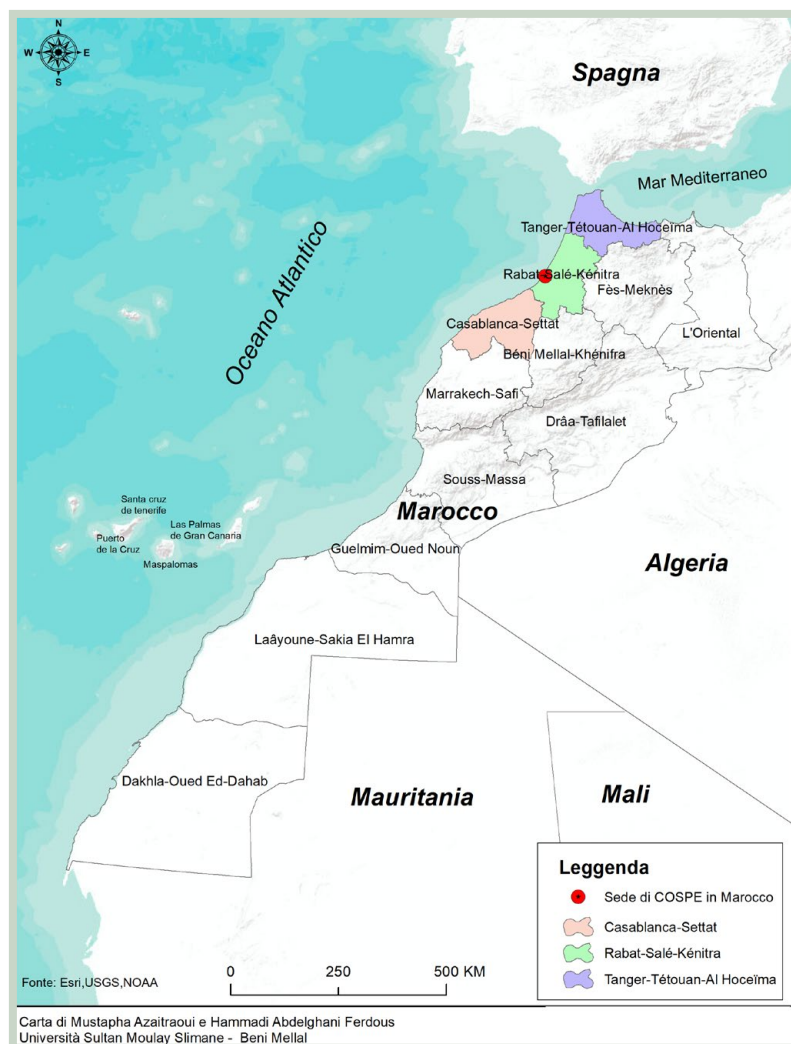 N
W
E
S
Spagna
Mar Mediterraneo
Tanger-Tétouan-Al Hoceïma
Oceano Atlantico
Rabat-Salé-Kénitra
Fès-Meknès
Casablanca-Settat
L'Oriental
Béni Mellal-Khénifra
Marrakech-Safi
Drâa-Tafilalet
Souss-Massa
Santa cruz
de tenerife
Marocco
Las Palmas
de Gran Canaria
Puerto
de la Cruz
Maspalomas
Guelmim-Oued Noun
Algeria
Laâyoune-Sakia El Hamra
Dakhla-Oued Ed-Dahab
Mauritania
Mali
Leggenda
Sede di COSPE in Marocco
Casablanca-Settat
Rabat-Salé-Kénitra
Tanger-Tétouan-Al Hoceïma
0 250 500 KM
Fonte: Esri,USGS,NOAA
Carta di Mustapha Azaitraoui e Hammadi Abdelghani Ferdous
Università Sultan Moulay Slimane - Beni Mellal